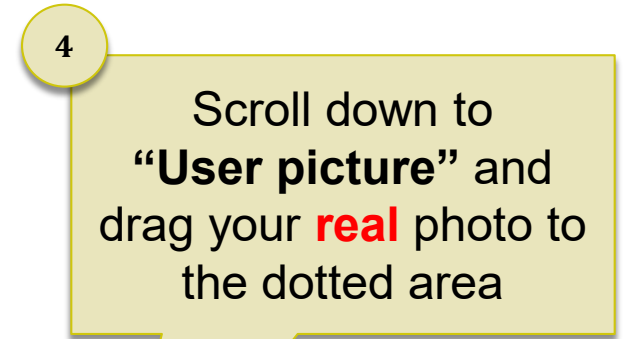 4
Scroll down to
“User picture” and
drag your real photo to
the dotted area